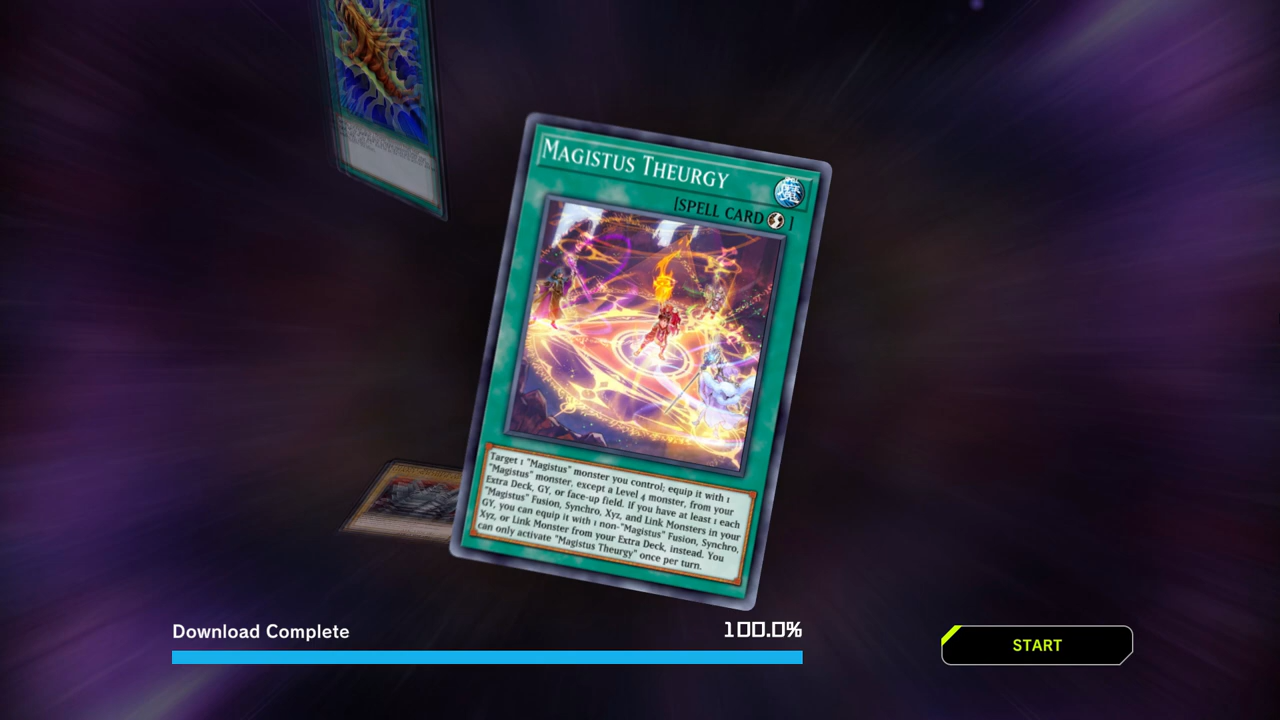 MAGISTUS THEURGY
魔
[SPELL CARD ]
Target 1 "Magistus" monster you control; equip it with 1
"Magistus" monster, except a Level 4 monster, from your
Extra Deck, GY, or face-up field. If you have at least 1 each
"Magistus" Fusion, Synchro, Xyz, and Link Monsters in your
GY, you can equip it with 1 non-"Magistus" Fusion, Synchro,
Xyz, or Link Monster from your Extra Deck, instead. You
can only activate "Magistus Theurgy" once per turn.
Download Complete
100.0%
START